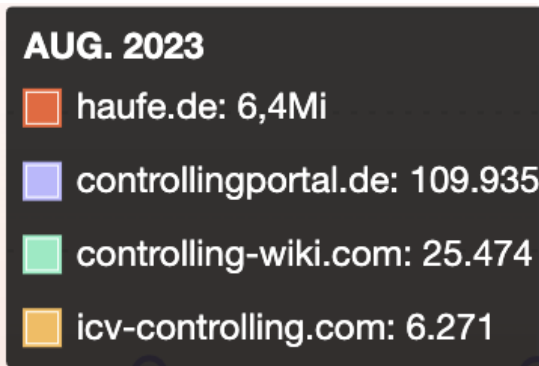 AUG. 2023
haufe.de: 6,4Mi
controllingportal.de: 109.935
controlling-wiki.com: 25.474
icv-controlling.com: 6.271